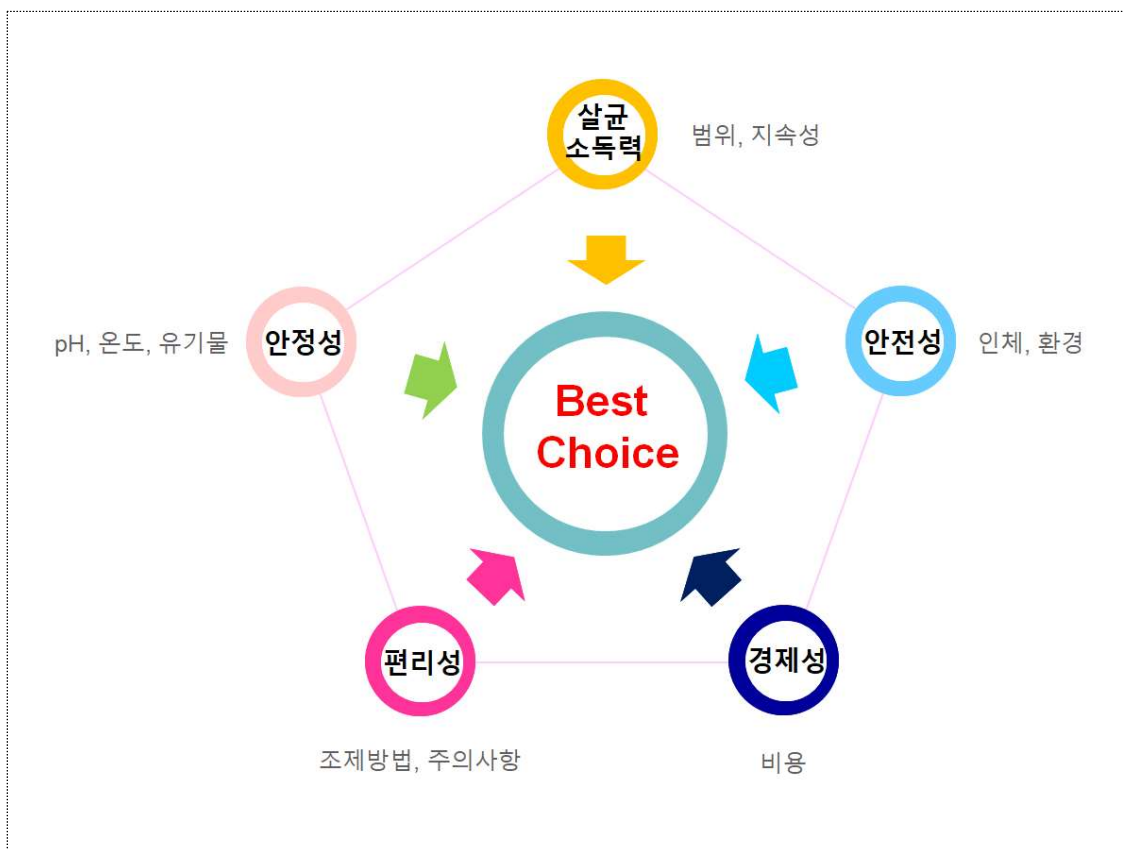 살균
소독력
범위, 지속성
pH, 온도, 유기물
안정성
안전성
인체, 환경
Best
Choice
편리성
경제성
조제방법, 주의사항
비용